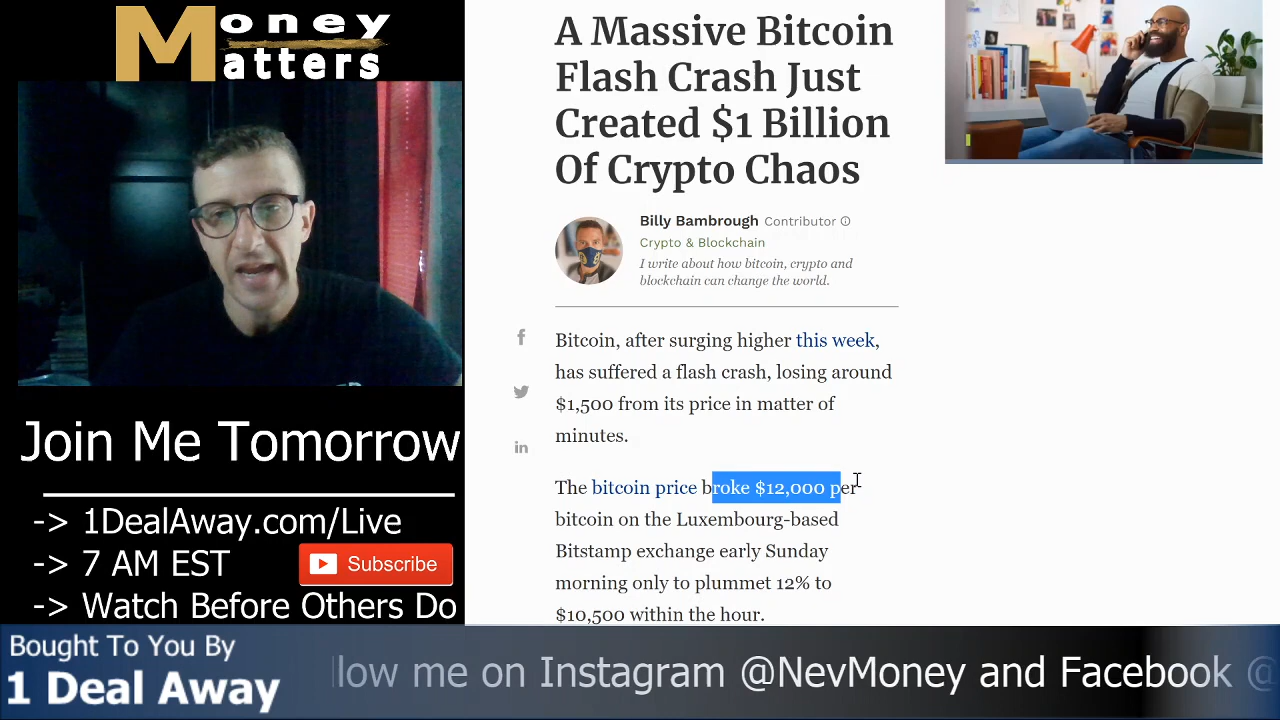 Money
Matters
Join Me Tomorrow
-> 1DealAway.com/Live
-> 7 AM EST
Subscribe
-> Watch Before Others Do
A Massive Bitcoin
Flash Crash Just
Created $1 Billion
Of Crypto Chaos
Billy Bambrough Contributor
Crypto & Blockchain
I write about how bitcoin, crypto and
blockchain can change the world.
Bitcoin, after surging higher this week,
has suffered a flash crash, losing around
$1,500 from its price in matter of
minutes.
The bitcoin price broke $12,000 per
bitcoin on the Luxembourg-based
Bitstamp exchange early Sunday
morning only to plummet 12% to
$10,500 within the hour.
Bought To You By
1 Deal Away
llow me on Instagram @NevMoney and Facebook @